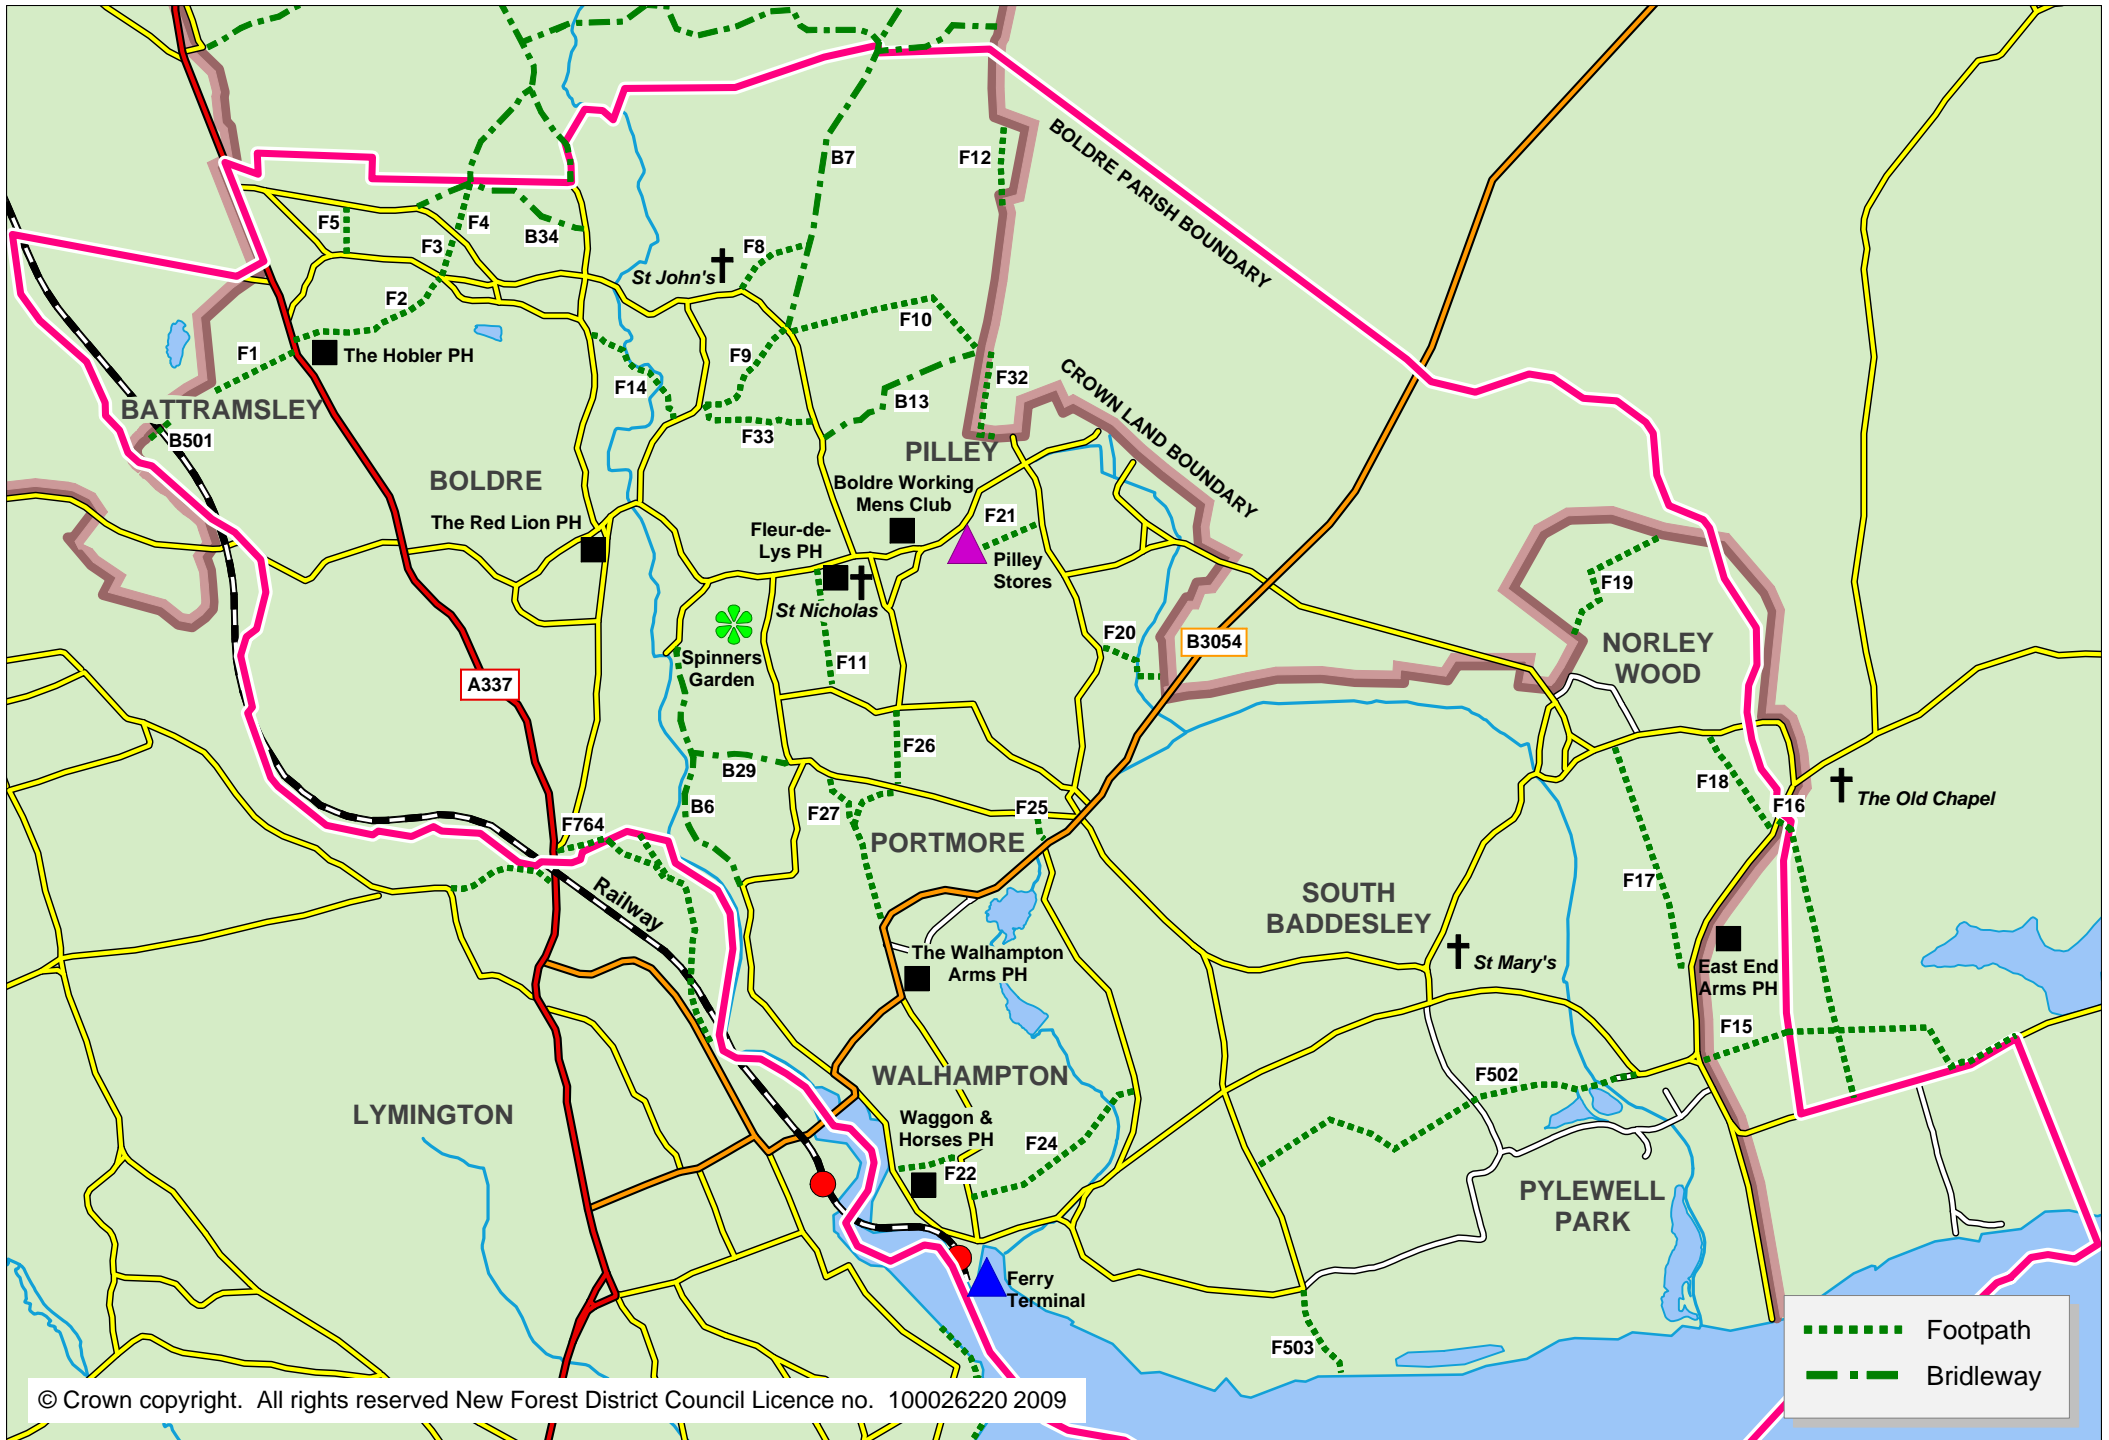 B7
F12
BOLDRE PARISH BOUNDARY
F5
F4
F3
B34
F8
St John's
F2
F10
F1
The Hobler PH
F9
F14
F32
CROWN LAND BOUNDARY
BATTRAMSLEY
B13
B501
F33
PILLEY
BOLDRE
Boldre Working
Mens Club
The Red Lion PH
F21
Fleur-de-
Lys PH
Pilley
Stores
F19
St Nicholas
F20
B3054
NORLEY
WOOD
Spinners
Garden
F11
A337
F26
B29
F18
B6
F27
F25
F16
The Old Chapel
F764
PORTMORE
Railway
F17
SOUTH
BADDESLEY
The Walhampton
Arms PH
St Mary's
East End
Arms PH
F15
WALHAMPTON
F502
LYMINGTON
Waggon &
Horses PH
F24
F22
PYLEWELL
PARK
Ferry
Terminal
F503
Footpath
Bridleway
© Crown copyright. All rights reserved New Forest District Council Licence no. 100026220 2009